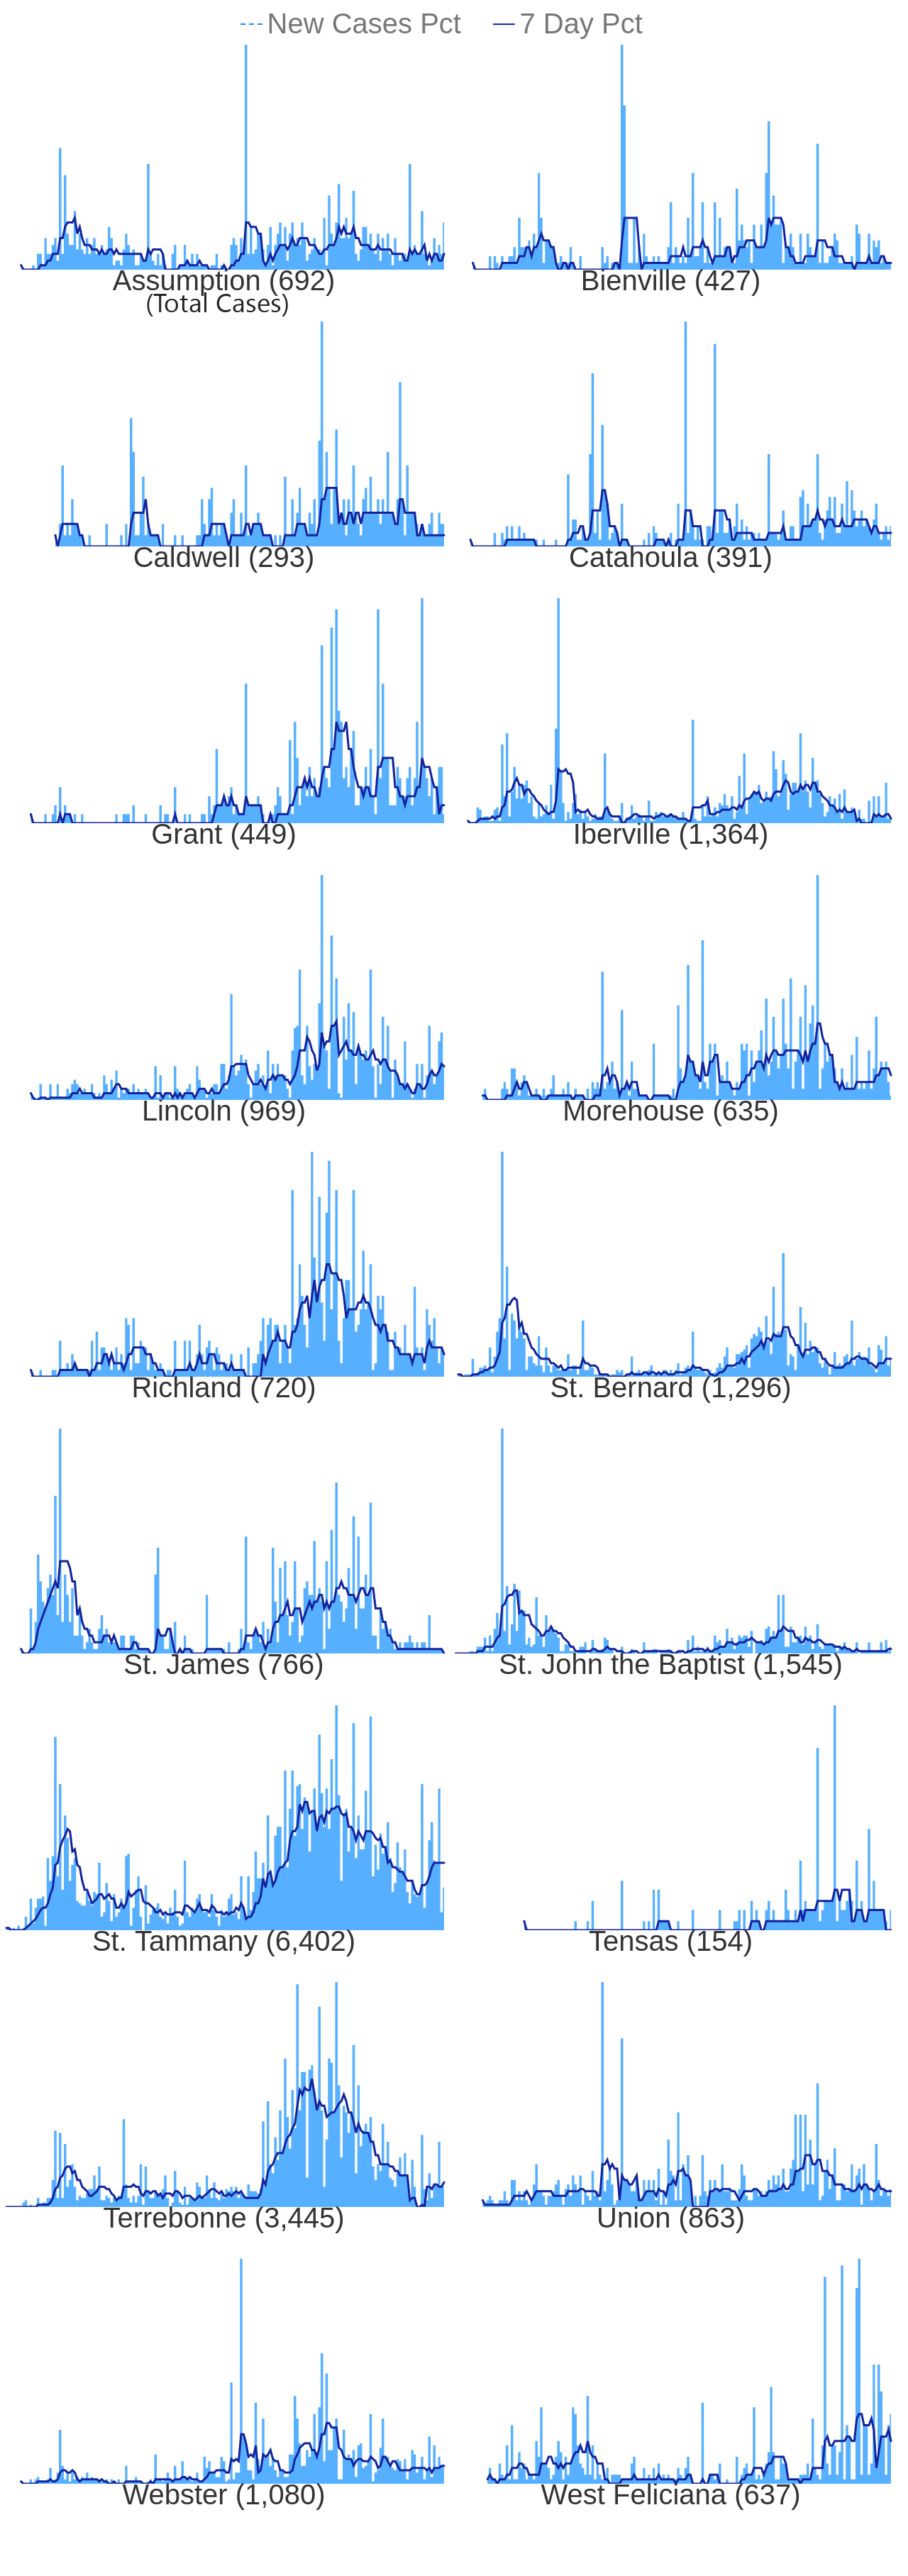 New Cases Pct 7 Day Pct
Assumption (692) Bienville (427)
(Total Cases)
Caldwell (293) Catahoula (391)
Grant (449) Iberville (1,364)
Lincoln (969) Morehouse (635)
Richland (720) St. Bernard (1,296)
St. James (766) St. John the Baptist (1,545)
St. Tammany (6,402) Tensas (154)
Terrebonne (3,445) Union (863)
Webster (1,080) West Feliciana (637)